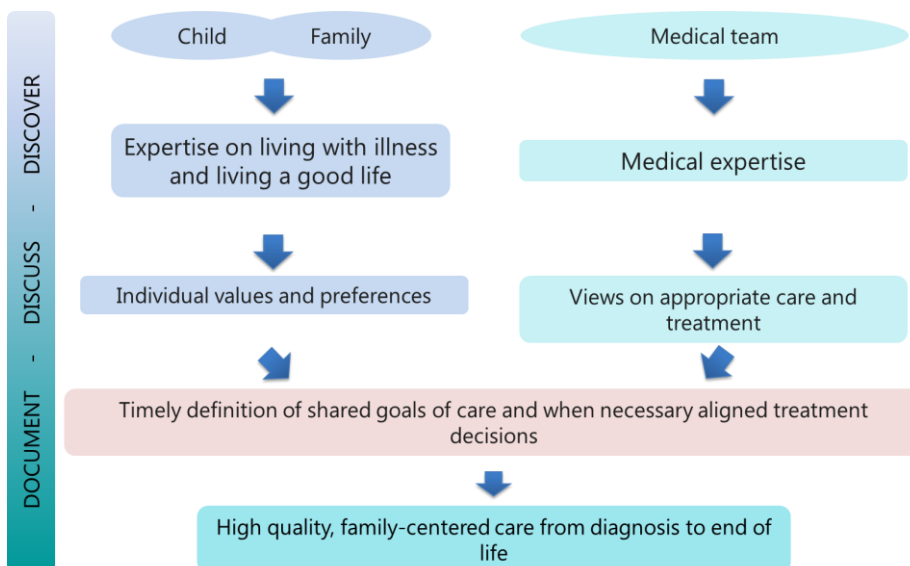 DOCUMENT - DISCUSS - DISCOVER
Child
Family
Medical team
Expertise on living with illness
and living a good life
Medical expertise
Individual values and preferences
Views on appropriate care and
treatment
Timely definition of shared goals of care and when necessary aligned treatment
decisions
High quality, family-centered care from diagnosis to end of
life